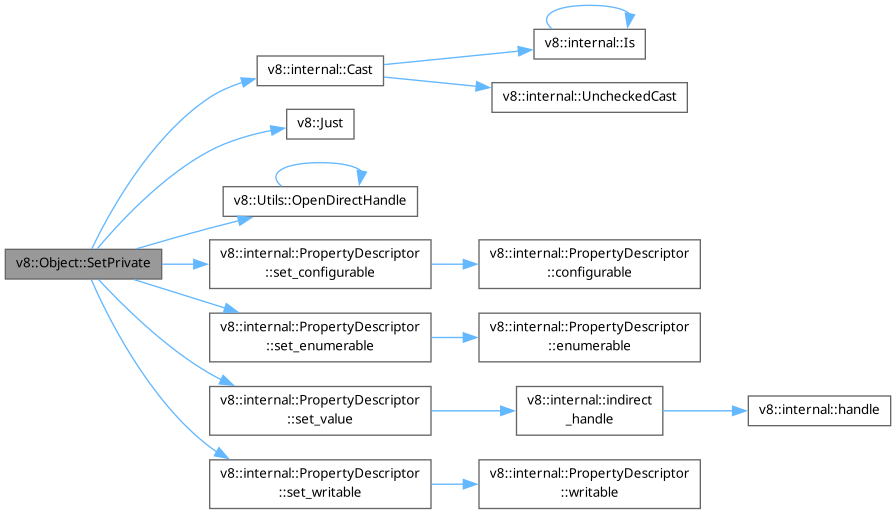 v8::internal::Is
v8::internal::Cast
v8::internal::UncheckedCast
v8::Just
v8::Utils::OpenDirectHandle
v8::Object::SetPrivate
v8::internal::PropertyDescriptor
::set_configurable
v8::internal::PropertyDescriptor
::configurable
v8::internal::PropertyDescriptor
::set_enumerable
v8::internal::PropertyDescriptor
::enumerable
v8::internal::PropertyDescriptor
::set_value
v8::internal::indirect
_handle
v8::internal::handle
v8::internal::PropertyDescriptor
::set_writable
v8::internal::PropertyDescriptor
::writable